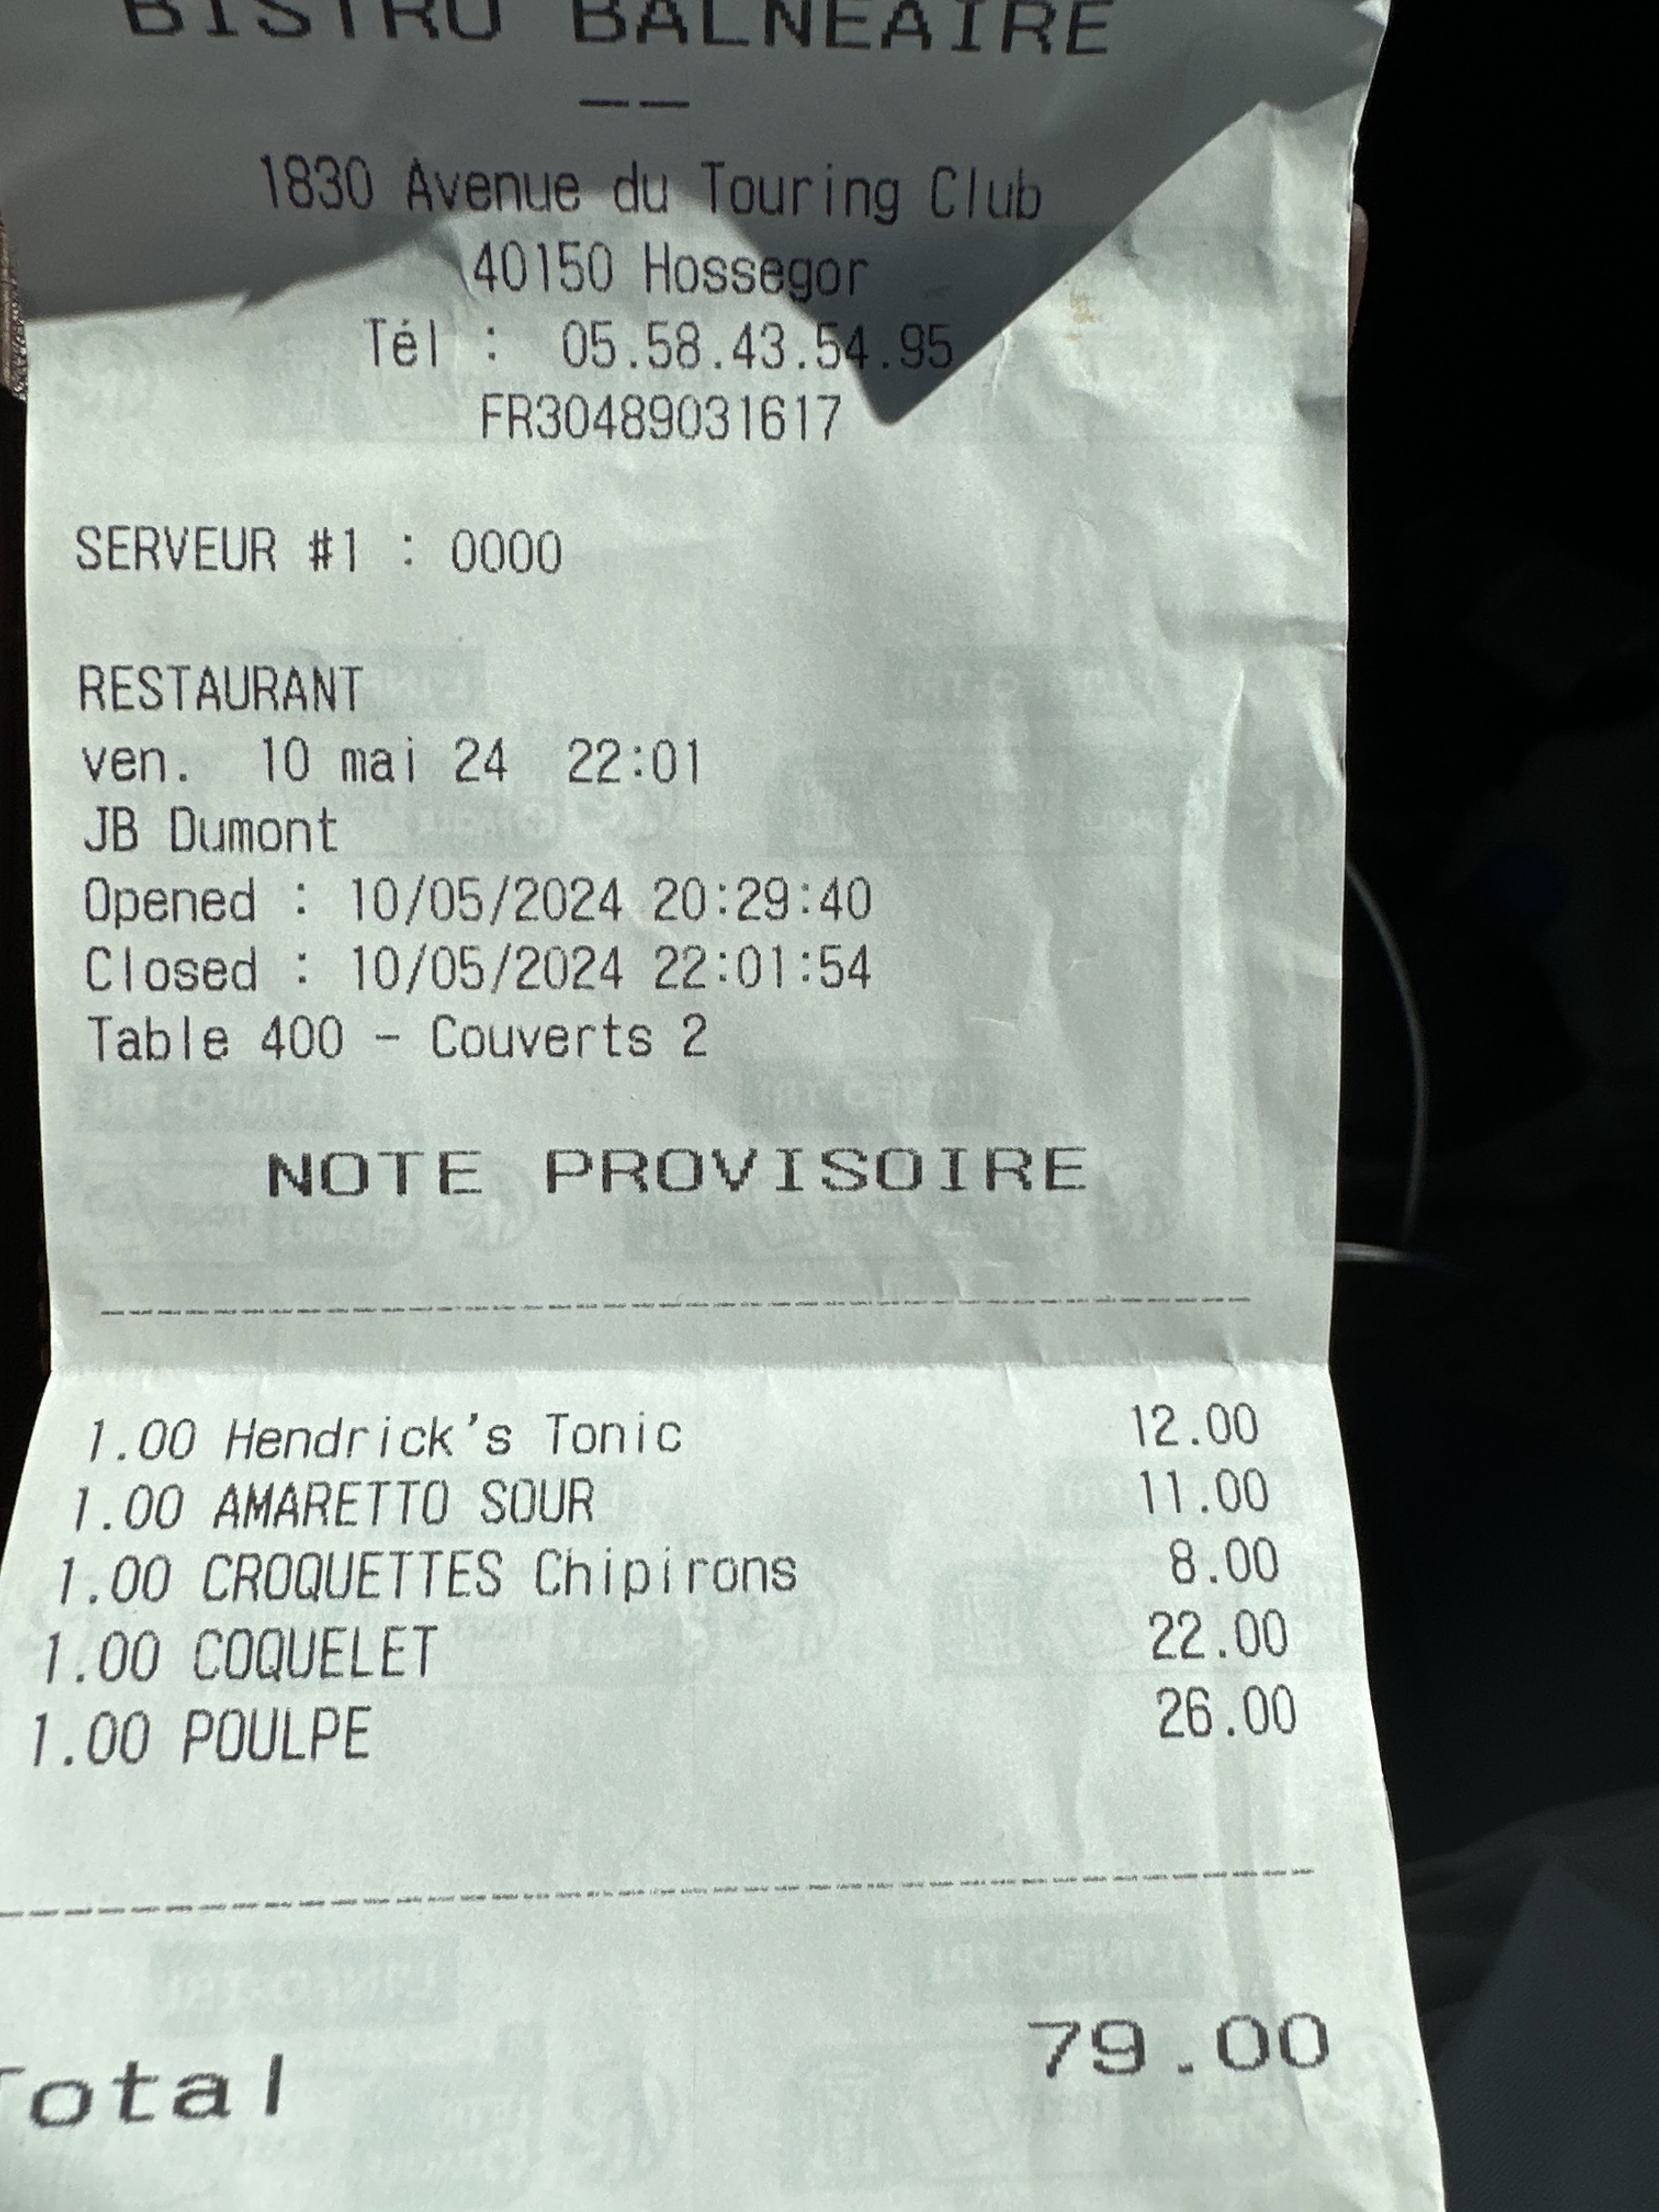 BISTRO BALNEAIRE
--
1830 Avenue du Touring Club
40150 Hossegor
Tél : 05.58.43.54.95
FR30489031617
SERVEUR #1 : 0000
RESTAURANT
ven. 10 mai 24 22:01
JB Dumont
Opened : 10/05/2024 20:29:40
Closed : 10/05/2024 22:01:54
Table 400 - Couverts 2
NOTE PROVISOIRE
1.00 Hendrick's Tonic 12.00
1.00 AMARETTO SOUR 11.00
1.00 CROQUETTES Chipirons 8.00
1.00 COQUELET 22.00
1.00 POULPE 26.00
Total 79.00